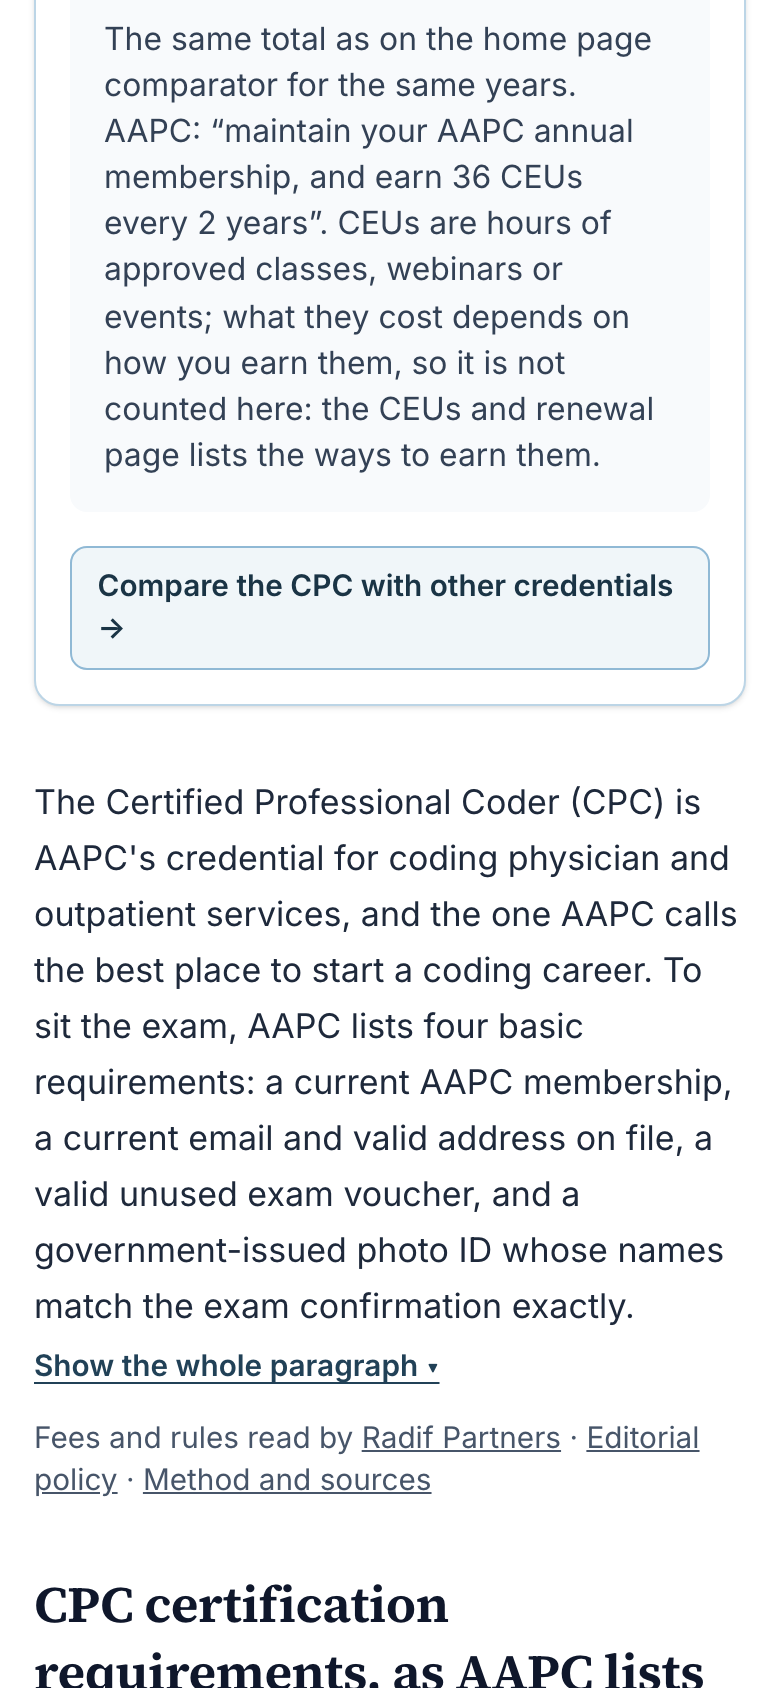 The same total as on the home page
comparator for the same years.
AAPC: “maintain your AAPC annual
membership, and earn 36 CEUs
every 2 years”. CEUs are hours of
approved classes, webinars or
events; what they cost depends on
how you earn them, so it is not
counted here: the CEUs and renewal
page lists the ways to earn them.
Compare the CPC with other credentials
→
The Certified Professional Coder (CPC) is
AAPC's credential for coding physician and
outpatient services, and the one AAPC calls
the best place to start a coding career. To
sit the exam, AAPC lists four basic
requirements: a current AAPC membership,
a current email and valid address on file, a
valid unused exam voucher, and a
government-issued photo ID whose names
match the exam confirmation exactly.
Show the whole paragraph ▾
Fees and rules read by Radif Partners · Editorial
policy · Method and sources
CPC certification
requirements, as AAPC lists